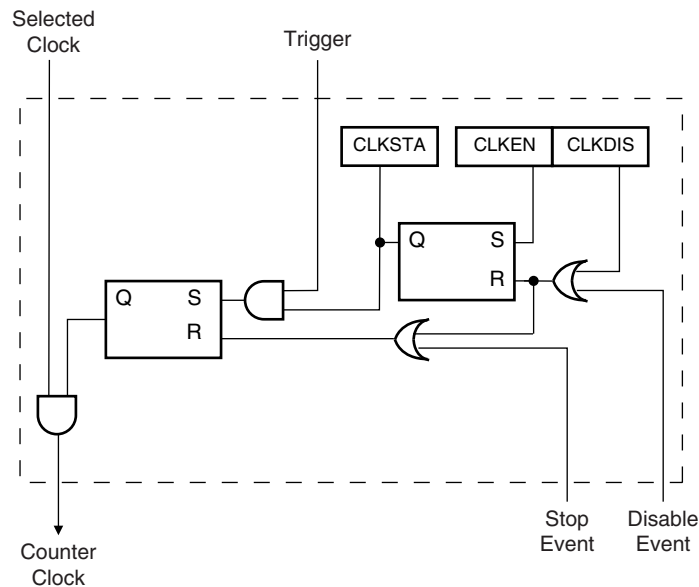 Selected
Clock
Trigger
CLKSTA
CLKEN
CLKDIS
Q
S
R
Q
S
R
Stop
Event
Disable
Event
Counter
Clock